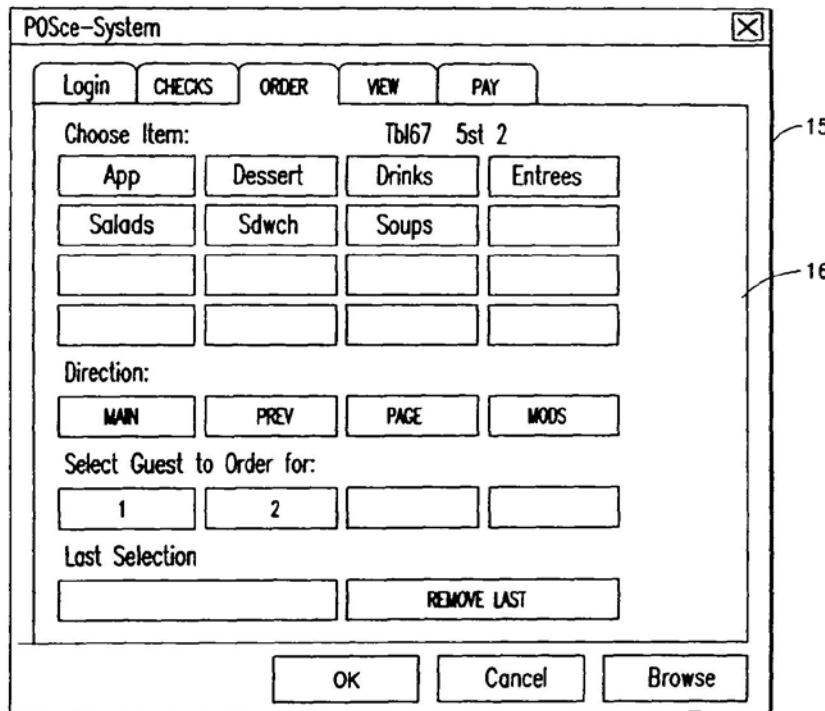 POSce-System
Login CHECKS ORDER VIEW PAY
Choose Item: Tbl67 5st 2
15
App Dessert Drinks Entrees
Salads Sdwch Soups
16
Direction:
MAIN PREV PAGE MODS
Select Guest to Order for:
1 2
Last Selection
REMOVE LAST
OK Cancel Browse